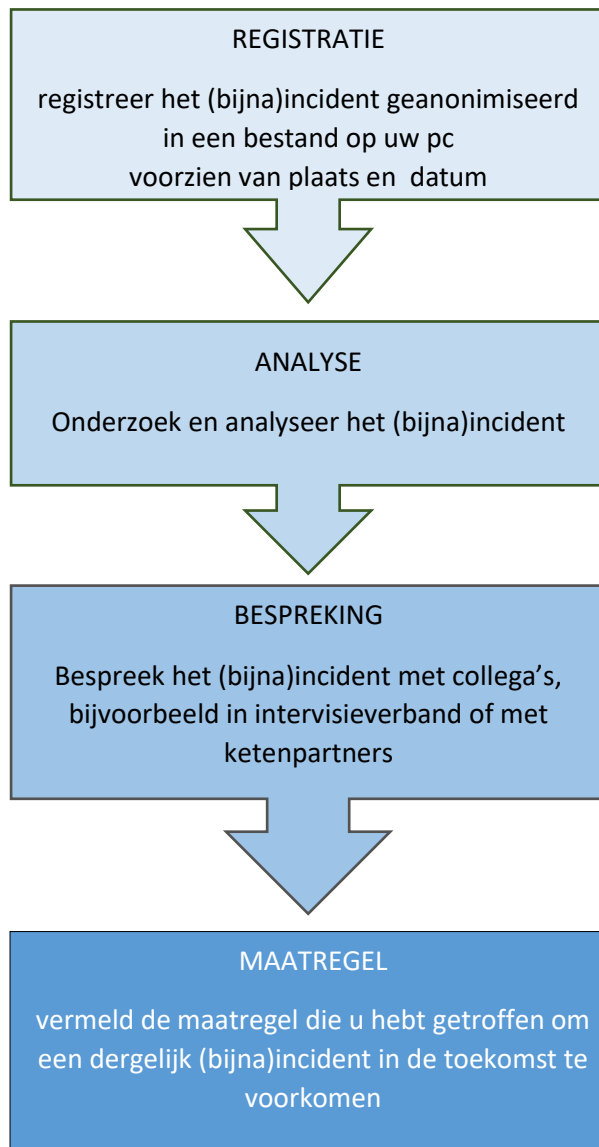 REGISTRATIE
registreer het (bijna)incident geanonimiseerd
in een bestand op uw pc
voorzien van plaats en  datum
ANALYSE
Onderzoek en analyseer het (bijna)incident
BESPREKING
Bespreek het (bijna)incident met collega’s,
bijvoorbeeld in intervisieverband of met
ketenpartners
MAATREGEL
vermeld de maatregel die u hebt getroffen om
een dergelijk (bijna)incident in de toekomst te
voorkomen